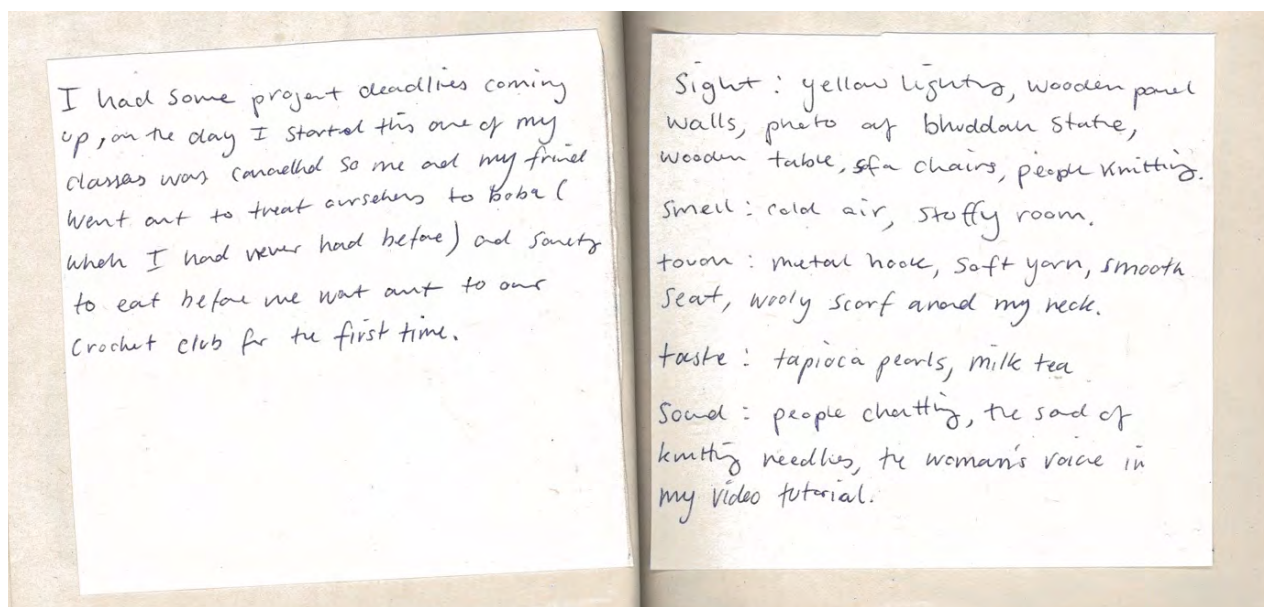 I had some project deadlines coming
up, on the day I started this one of my
classes was cancelled so me and my friend
went out to treat ourselves to boba (
which I had never had before) and something
to eat before we went out to our
crochet club for the first time.
Sight : yellow lighting, wooden panel
walls, photo of bhuddah statue,
wooden table, sofa chairs, people knitting.
Smell : cold air, stuffy room.
touch : metal hook, soft yarn, smooth
seat, wooly scarf around my neck.
taste : tapioca pearls, milk tea
Sound : people chatting, the sound of
knitting needles, the woman's voice in
my video tutorial.